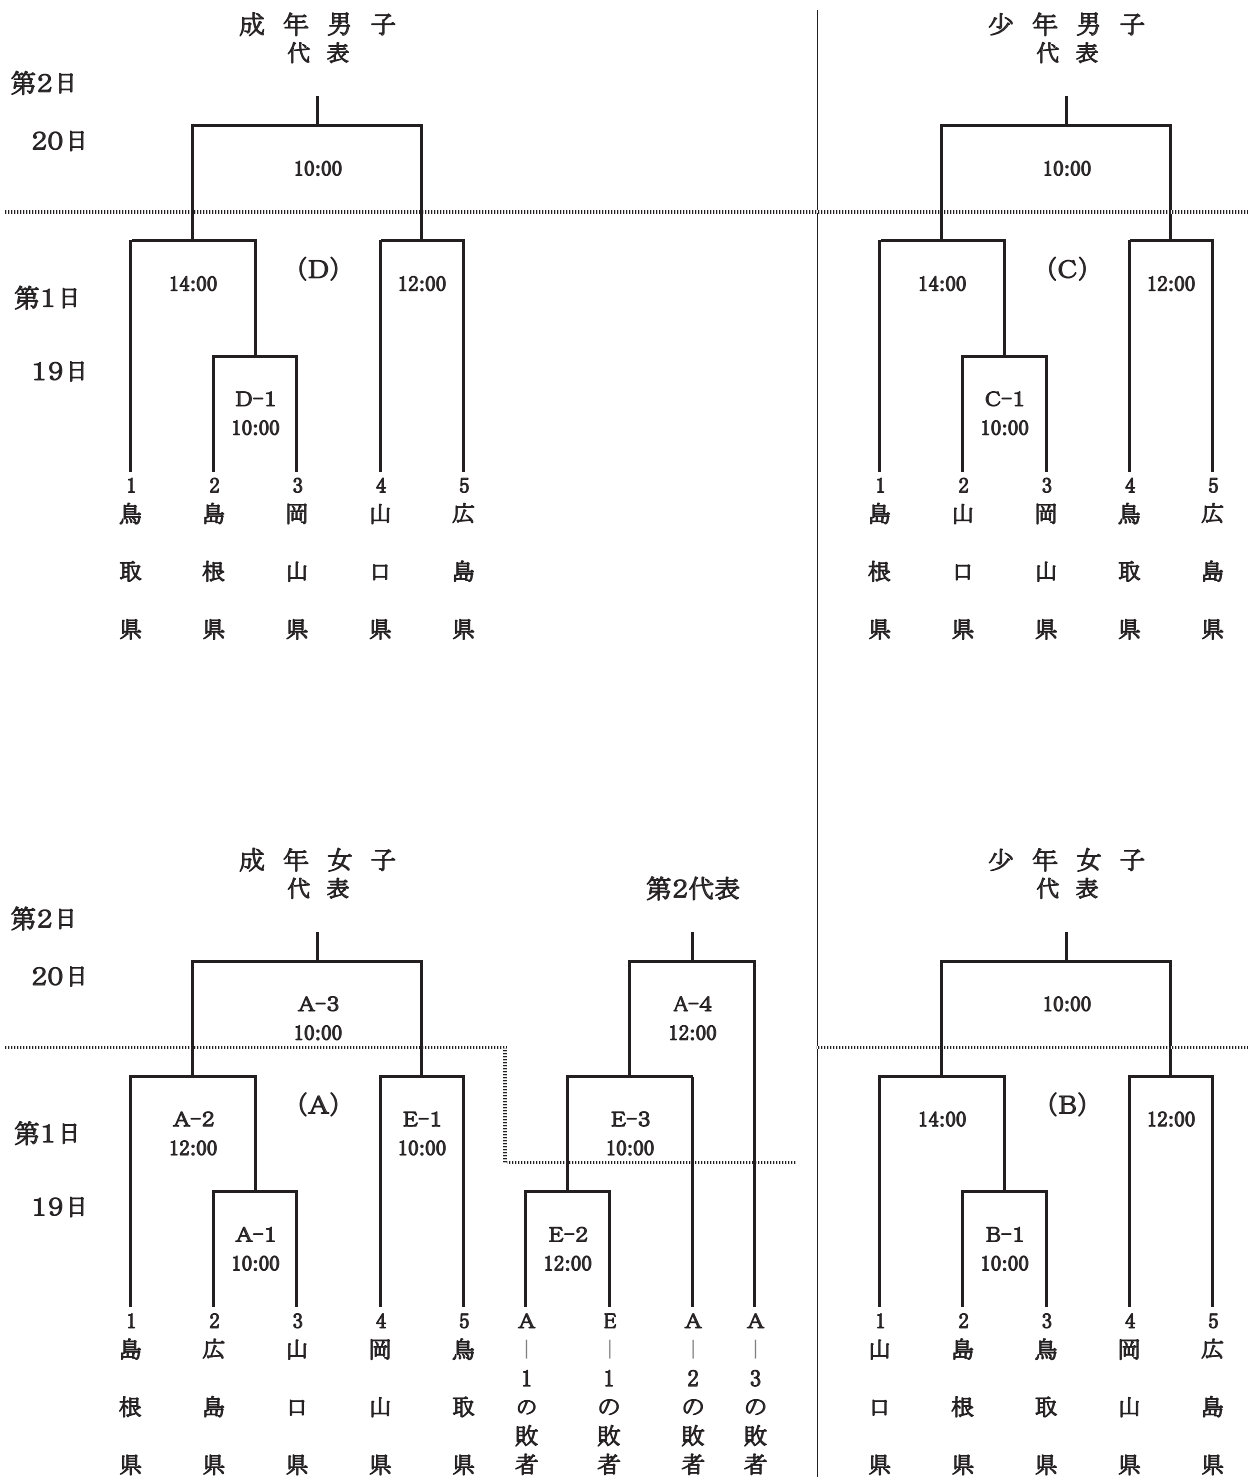 成年男子
代表
第2日
20日
10:00
(D)
14:00
12:00
第1日
19日
D-1
10:00
1 鳥取県
2 島根県
3 岡山県
4 山口県
5 広島県
少年男子
代表
10:00
(C)
14:00
12:00
C-1
10:00
1 島根県
2 山口県
3 岡山県
4 鳥取県
5 広島県
成年女子
代表
第2日
20日
A-3
10:00
(A)
A-2
12:00
E-1
10:00
第1日
19日
A-1
10:00
1 島根県
2 広島県
3 山口県
4 岡山県
5 鳥取県
第2代表
A-4
12:00
E-3
10:00
E-2
12:00
A-1の敗者
E-1の敗者
A-2の敗者
A-3の敗者
少年女子
代表
10:00
(B)
14:00
12:00
B-1
10:00
1 山口県
2 島根県
3 鳥取県
4 岡山県
5 広島県